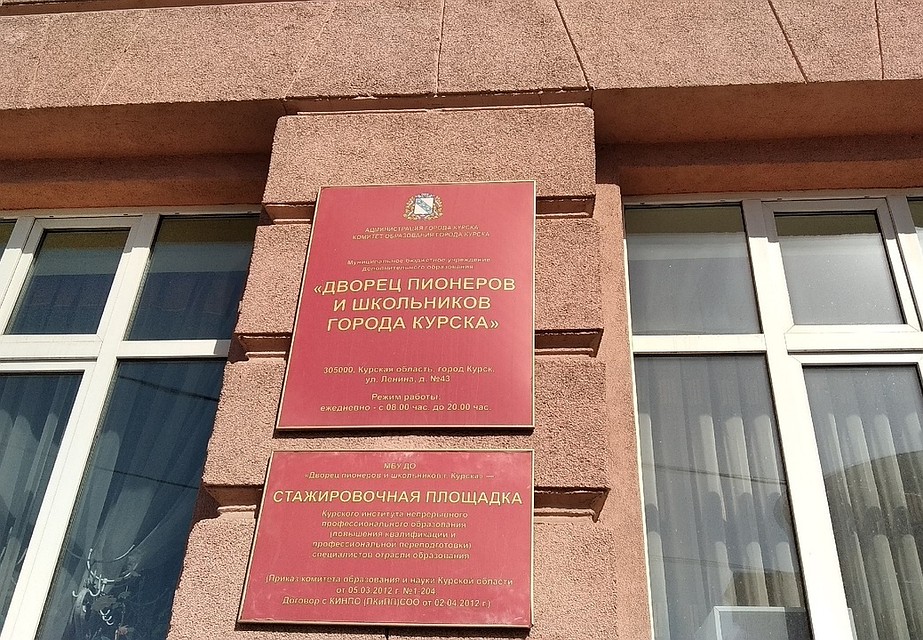 АДМИНИСТРАЦИЯ ГОРОДА КУРСКА
КОМИТЕТ ОБРАЗОВАНИЯ ГОРОДА КУРСКА
Муниципальное бюджетное учреждение
дополнительного образования
«ДВОРЕЦ ПИОНЕРОВ
И ШКОЛЬНИКОВ
ГОРОДА КУРСКА»
305000, Курская область, город Курск,
ул. Ленина, д. №43
Режим работы:
ежедневно - с 08.00 час. до 20.00 час.
МБУ ДО
«Дворец пионеров и школьников г. Курска» —
СТАЖИРОВОЧНАЯ ПЛОЩАДКА
Курского института непрерывного
профессионального образования
(повышения квалификации и
профессиональной переподготовки)
специалистов отрасли образования
(Приказ комитета образования и науки Курской области
от 05.03.2012 г. №1-204
Договор с КИНПО (ПКиПП)СОО от 02.04.2012 г.)